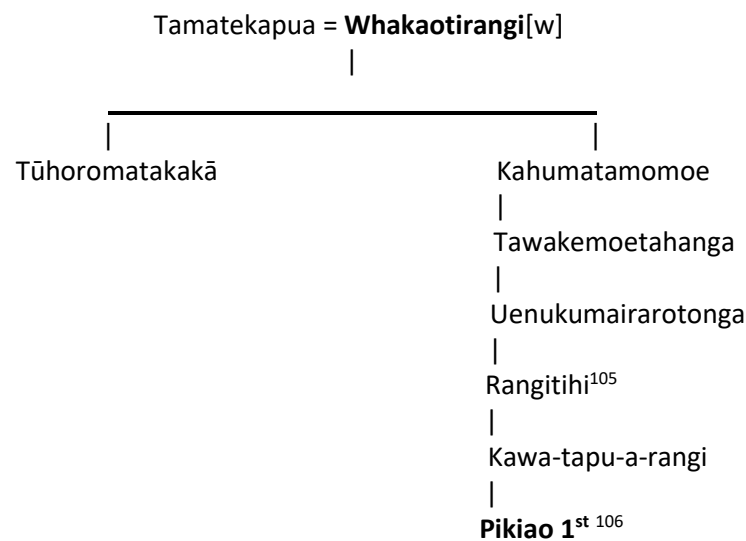 Tamatekapua = Whakaotirangi[w]
|
| |
Tūhoromatakakā Kahumatamomoe
|
Tawakemoetahanga
|
Uenukumairarotonga
|
Rangitihi105
|
Kawa-tapu-a-rangi
|
Pikiao 1st 106